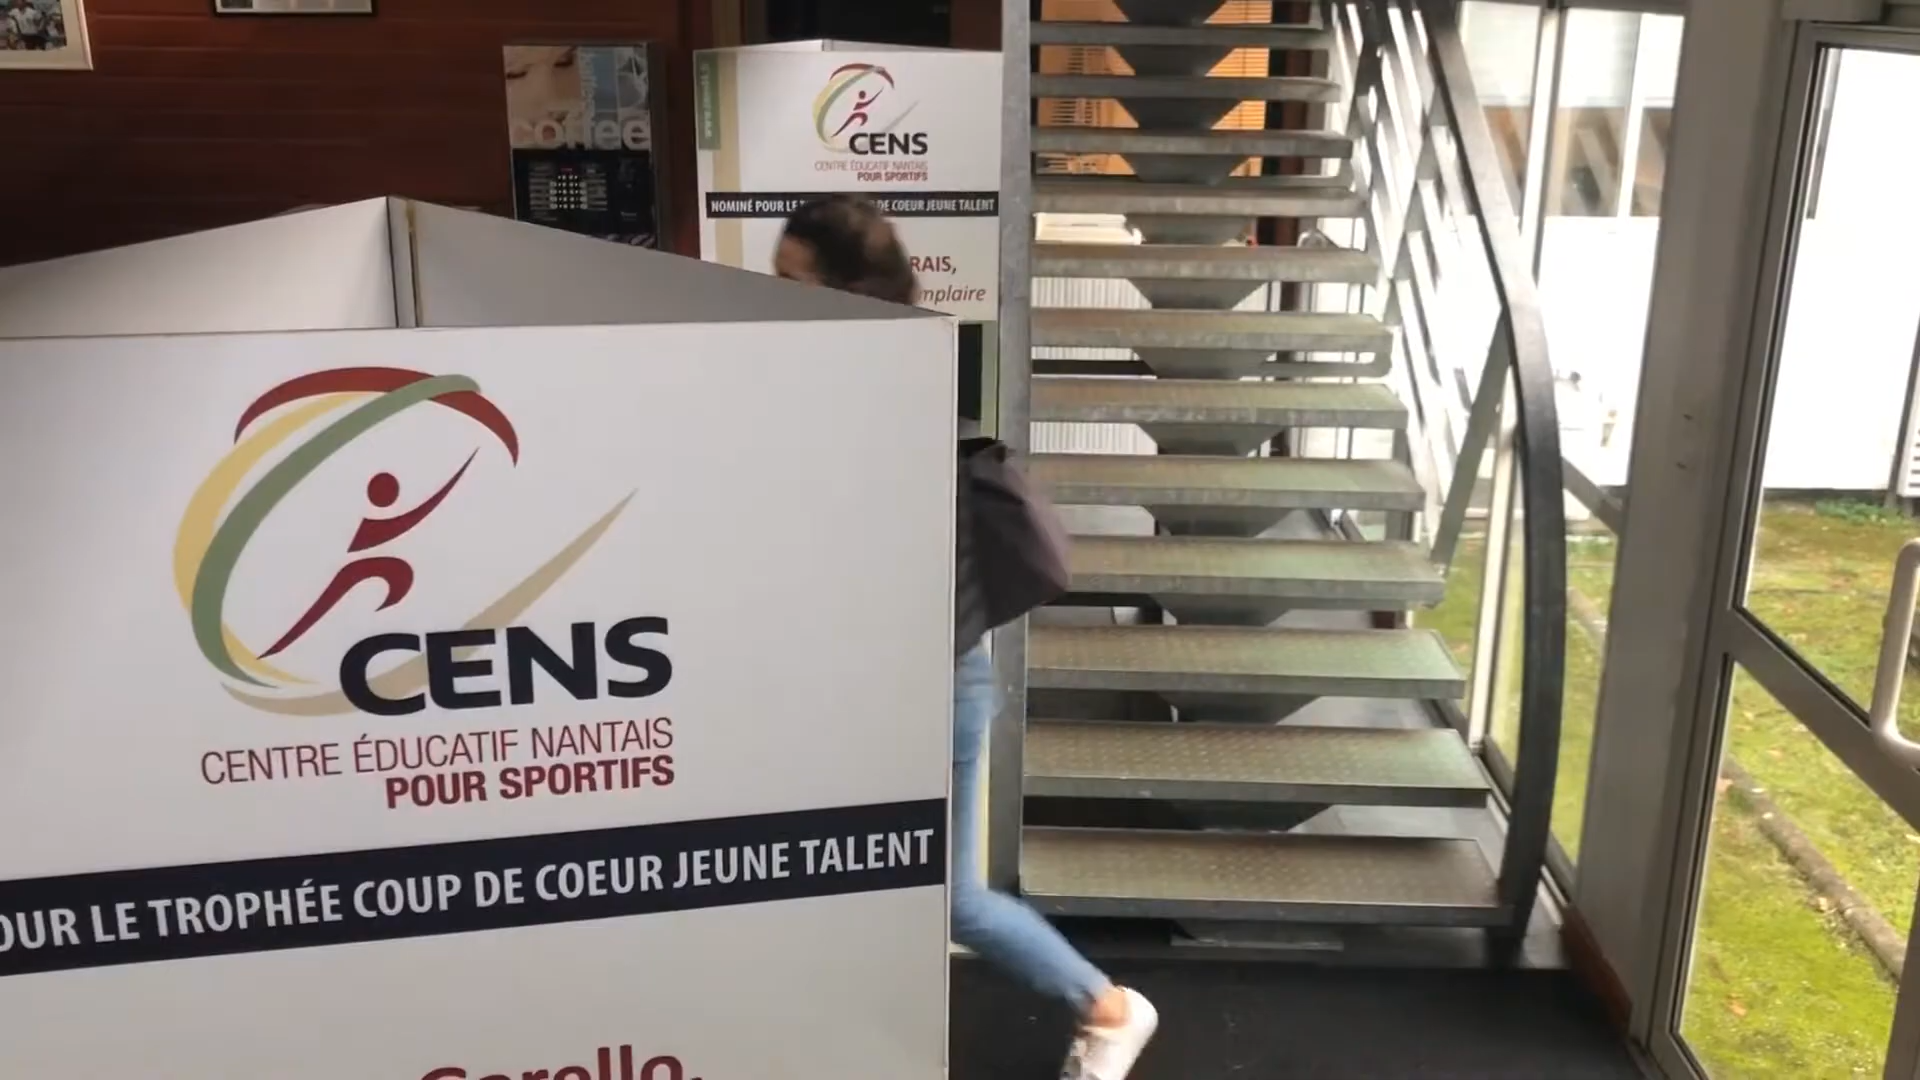 coffee
CENS
CENTRE ÉDUCATIF NANTAIS
POUR SPORTIFS
NOMINÉ POUR LE DE COEUR JEUNE TALENT
RAIS,
mplaire
CENS
CENTRE ÉDUCATIF NANTAIS
POUR SPORTIFS
OUR LE TROPHÉE COUP DE COEUR JEUNE TALENT